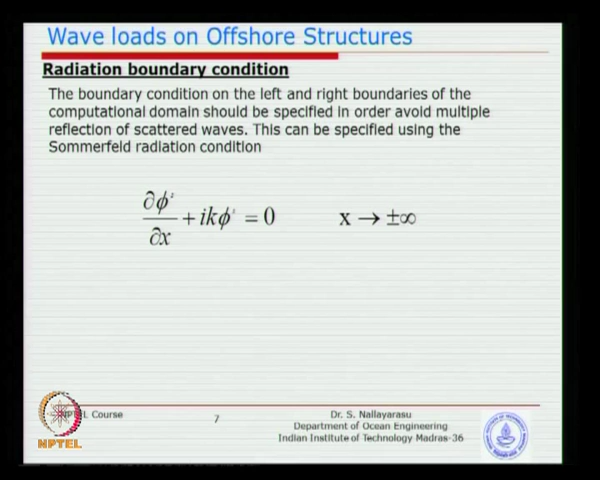 Wave loads on Offshore Structures
Radiation boundary condition
The boundary condition on the left and right boundaries of the
computational domain should be specified in order avoid multiple
reflection of scattered waves. This can be specified using the
Sommerfeld radiation condition
∂ϕˢ/∂x + ikϕˢ = 0 x → ±∞
NPTEL Course
7
Dr. S. Nallayarasu
Department of Ocean Engineering
Indian Institute of Technology Madras-36
NPTEL